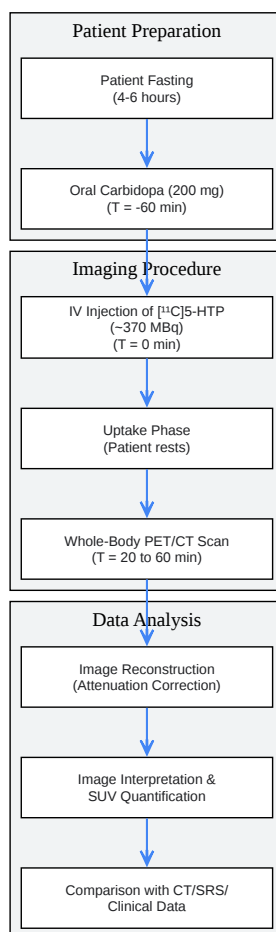 Patient Preparation
Patient Fasting
(4-6 hours)
Oral Carbidopa (200 mg)
(T = -60 min)
Imaging Procedure
IV Injection of [¹¹C]5-HTP
(~370 MBq)
(T = 0 min)
Uptake Phase
(Patient rests)
Whole-Body PET/CT Scan
(T = 20 to 60 min)
Data Analysis
Image Reconstruction
(Attenuation Correction)
Image Interpretation &
SUV Quantification
Comparison with CT/SRS/
Clinical Data